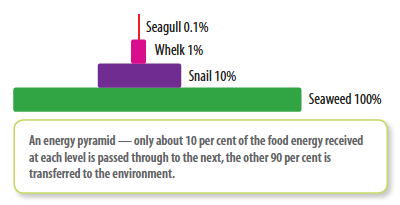 Seagull 0.1%
Whelk 1%
Snail 10%
Seaweed 100%
An energy pyramid — only about 10 per cent of the food energy received
at each level is passed through to the next, the other 90 per cent is
transferred to the environment.